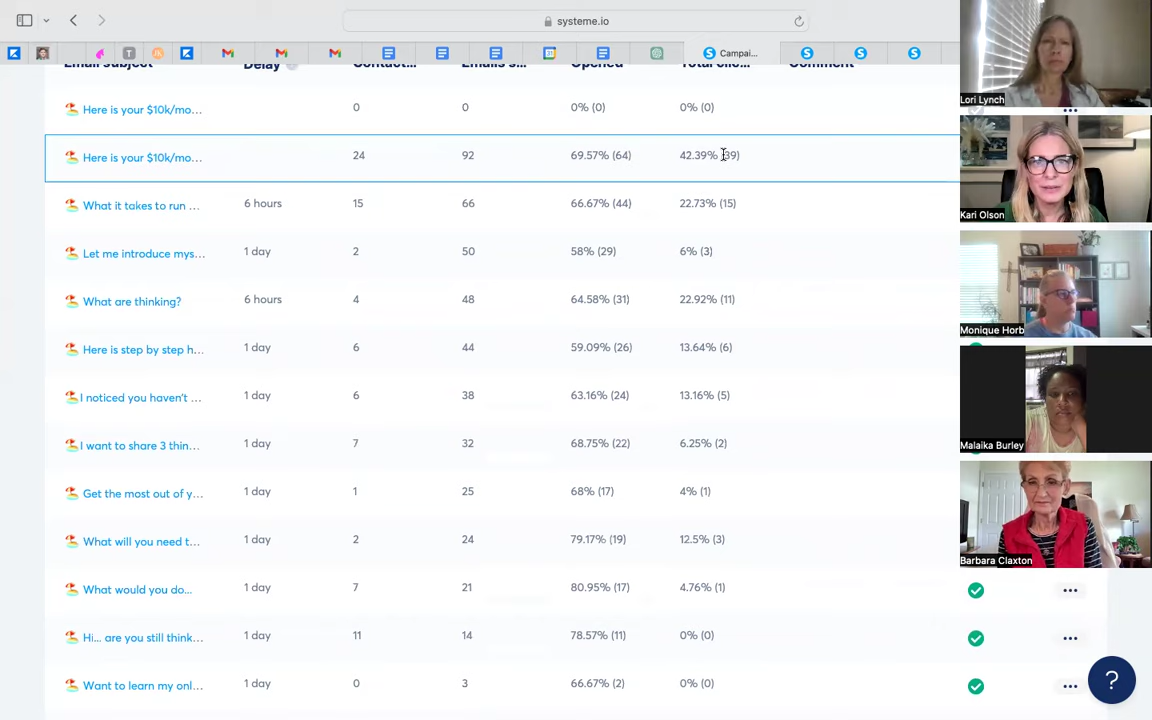 systeme.io
Campai...
Email subject Delay Contact... Emails s... Opened Total clic... Comment
Here is your $10k/mo... 0 0 0% (0) 0% (0)
Here is your $10k/mo... 24 92 69.57% (64) 42.39% (39)
What it takes to run ... 6 hours 15 66 66.67% (44) 22.73% (15)
Let me introduce mys... 1 day 2 50 58% (29) 6% (3)
What are thinking? 6 hours 4 48 64.58% (31) 22.92% (11)
Here is step by step h... 1 day 6 44 59.09% (26) 13.64% (6)
I noticed you haven't ... 1 day 6 38 63.16% (24) 13.16% (5)
I want to share 3 thin... 1 day 7 32 68.75% (22) 6.25% (2)
Get the most out of y... 1 day 1 25 68% (17) 4% (1)
What will you need t... 1 day 2 24 79.17% (19) 12.5% (3)
What would you do... 1 day 7 21 80.95% (17) 4.76% (1)
Hi... are you still think... 1 day 11 14 78.57% (11) 0% (0)
Want to learn my onl... 1 day 0 3 66.67% (2) 0% (0)
Lori Lynch
Kari Olson
Monique Horb
Malaika Burley
Barbara Claxton
?